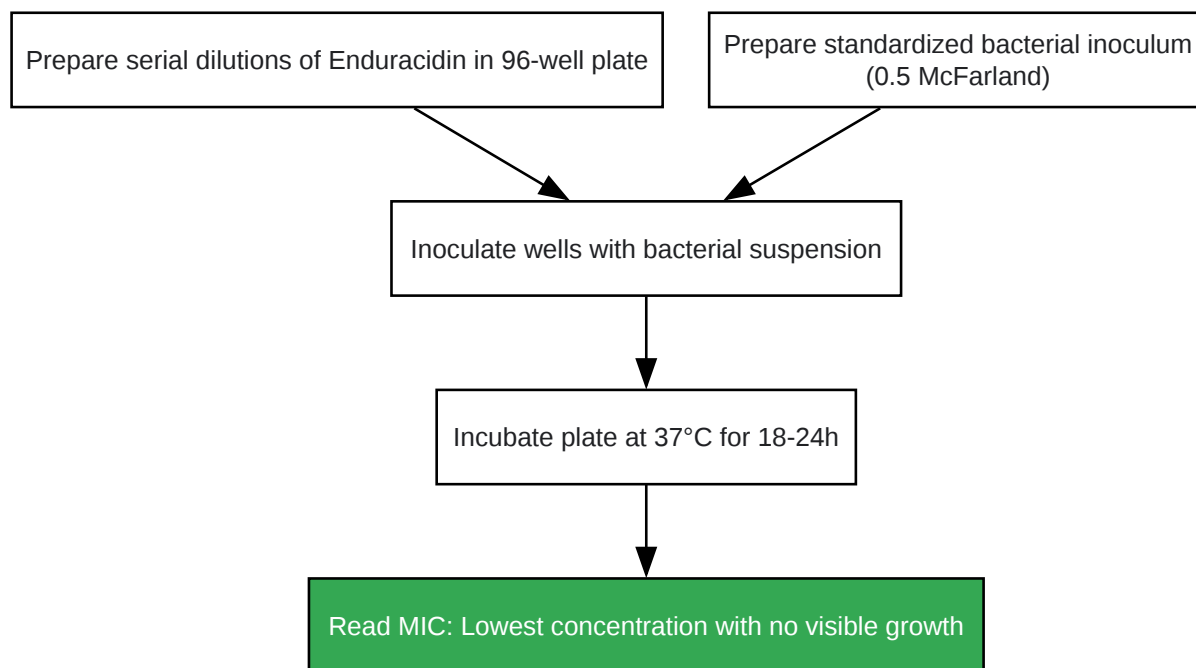 Prepare serial dilutions of Enduracidin in 96-well plate
Prepare standardized bacterial inoculum
(0.5 McFarland)
Inoculate wells with bacterial suspension
Incubate plate at 37°C for 18-24h
Read MIC: Lowest concentration with no visible growth